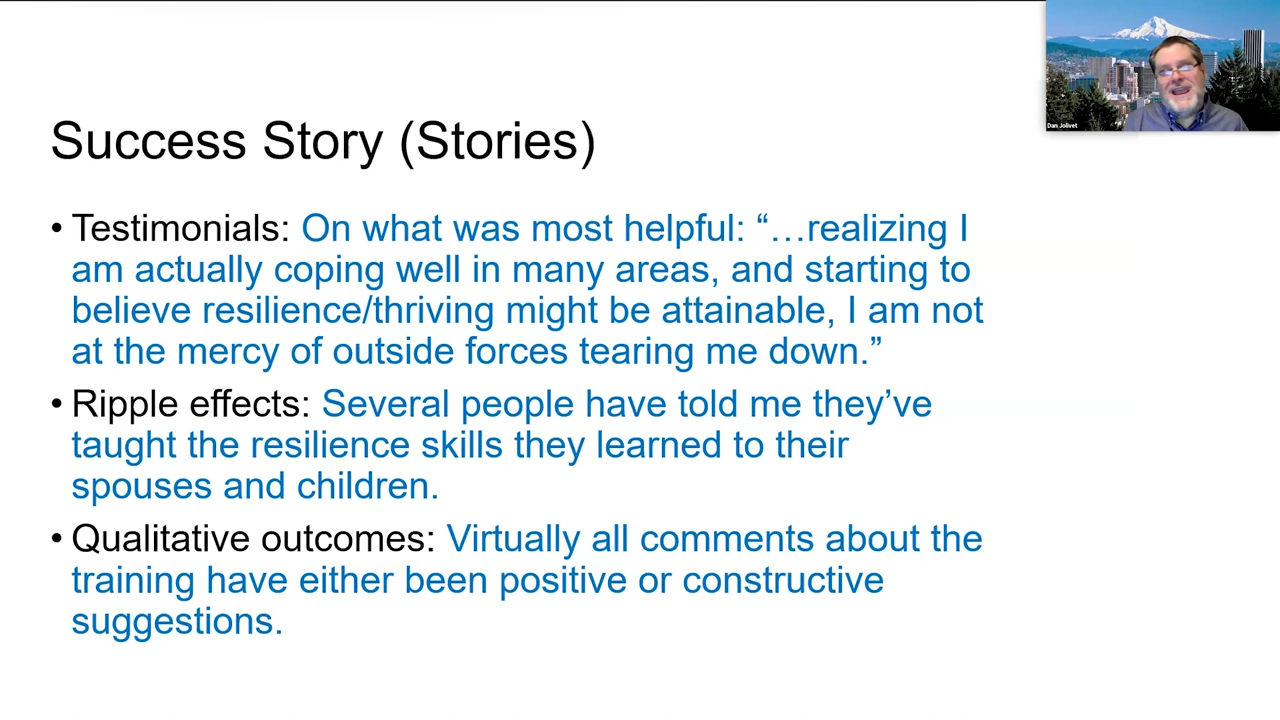 Dan Jolivet
Success Story (Stories)
• Testimonials: On what was most helpful: “…realizing I
am actually coping well in many areas, and starting to
believe resilience/thriving might be attainable, I am not
at the mercy of outside forces tearing me down.”
• Ripple effects: Several people have told me they’ve
taught the resilience skills they learned to their
spouses and children.
• Qualitative outcomes: Virtually all comments about the
training have either been positive or constructive
suggestions.